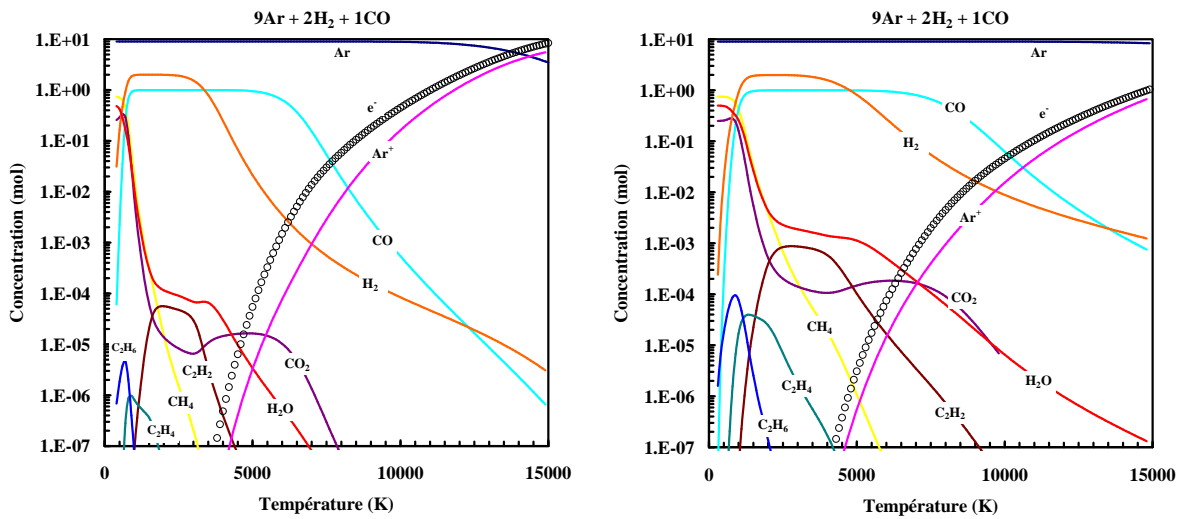 9Ar + 2H₂ + 1CO
Concentration (mol)
1.E+01
1.E+00
1.E-01
1.E-02
1.E-03
1.E-04
1.E-05
1.E-06
1.E-07
Ar
e⁻
Ar⁺
CO
H₂
C₂H₆
C₂H₂
CO₂
CH₄
H₂O
C₂H₄
0 5000 10000 15000
Température (K)
9Ar + 2H₂ + 1CO
Concentration (mol)
1.E+01
1.E+00
1.E-01
1.E-02
1.E-03
1.E-04
1.E-05
1.E-06
1.E-07
Ar
CO
e⁻
H₂
Ar⁺
CO₂
CH₄
C₂H₄
H₂O
C₂H₂
C₂H₆
0 5000 10000 15000
Température (K)